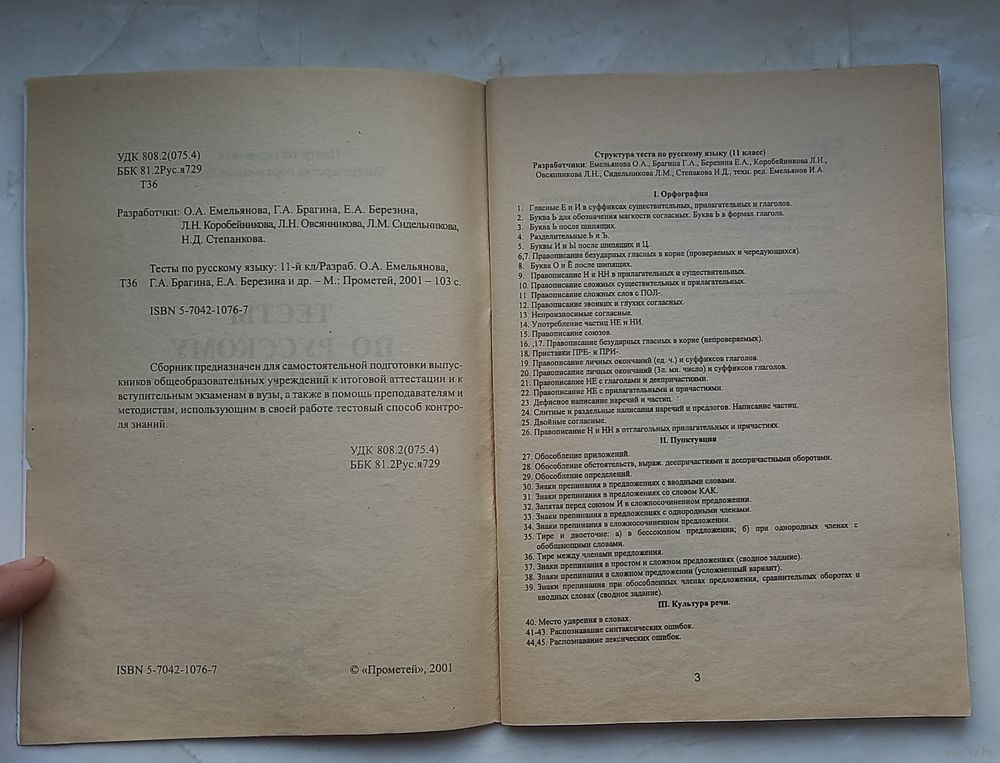 УДК 808.2(075.4)
ББК 81.2Рус.я729
Т36
Разработчки: О.А. Емельянова, Г.А. Брагина, Е.А. Березина,
Л.Н. Коробейникова, Л.Н. Овсянникова, Л.М. Сидельникова,
Н.Д. Степанкова.
Тесты по русскому языку: 11-й кл/Разраб. О.А. Емельянова,
Т36 Г.А. Брагина, Е.А. Березина и др. – М.: Прометей, 2001 – 103 с.
ISBN 5-7042-1076-7
Сборник предназначен для самостоятельной подготовки выпус-
кников общеобразовательных учреждений к итоговой аттестации и к
вступительным экзаменам в вузы, а также в помощь преподавателям и
методистам, использующим в своей работе тестовый способ контро-
ля знаний.
УДК 808.2(075.4)
ББК 81.2Рус.я729
ISBN 5-7042-1076-7 © «Прометей», 2001
Структура теста по русскому языку (11 класс)
Разработчики: Емельянова О.А., Брагина Г.А., Березина Е.А., Коробейникова Л.Н.,
Овсянникова Л.Н., Сидельникова Л.М., Степакова Н.Д., техн. ред. Емельянов И.А.
I. Орфография
1. Гласные Е и И в суффиксах существительных, прилагательных и глаголов.
2. Буква Ь для обозначения мягкости согласных. Буква Ь в формах глагола.
3. Буква Ь после шипящих.
4. Разделительные Ь и Ъ.
5. Буквы И и Ы после шипящих и Ц.
6,7. Правописание безударных гласных в корне (проверяемых и чередующихся).
8. Буква О и Ё после шипящих.
9. Правописание Н и НН в прилагательных и существительных.
10. Правописание сложных существительных и прилагательных.
11. Правописание сложных слов с ПОЛ-.
12. Правописание звонких и глухих согласных.
13. Непроизносимые согласные.
14. Употребление частиц НЕ и НИ.
15. Правописание союзов.
16. ,17. Правописание безударных гласных в корне (непроверяемых).
18. Приставки ПРЕ- и ПРИ-.
19. Правописание личных окончаний (ед. ч.) и суффиксов глаголов.
20. Правописание личных окончаний (3л. мн. число) и суффиксов глаголов.
21. Правописание НЕ с глаголами и деепричастиями.
22. Правописание НЕ с прилагательными и причастиями.
23. Дефисное написание наречий и частиц.
24. Слитные и раздельные написания наречий и предлогов. Написание частиц.
25. Двойные согласные.
26. Правописание Н и НН в отглагольных прилагательных и причастиях.
II. Пунктуация
27. Обособление приложений.
28. Обособление обстоятельств, выраж. деепричастиями и деепричастными оборотами.
29. Обособление определений.
30. Знаки препинания в предложениях с вводными словами.
31. Знаки препинания в предложениях со словом КАК.
32. Запятая перед союзом И в сложносочиненном предложении.
33. Знаки препинания в предложениях с однородными членами.
34. Знаки препинания в сложносочиненном предложении.
35. Тире и двоеточие: а) в бессоюзном предложении; б) при однородных членах с
обобщающими словами.
36. Тире между членами предложения.
37. Знаки препинания в простом и сложном предложениях (сводное задание).
38. Знаки препинания в сложном предложении (усложненный вариант).
39. Знаки препинания при обособленных членах предложения, сравнительных оборотах и
вводных словах (сводное задание).
III. Культура речи.
40. Место ударения в словах.
41-43. Распознавание синтаксических ошибок.
44,45. Распознавание лексических ошибок.
3